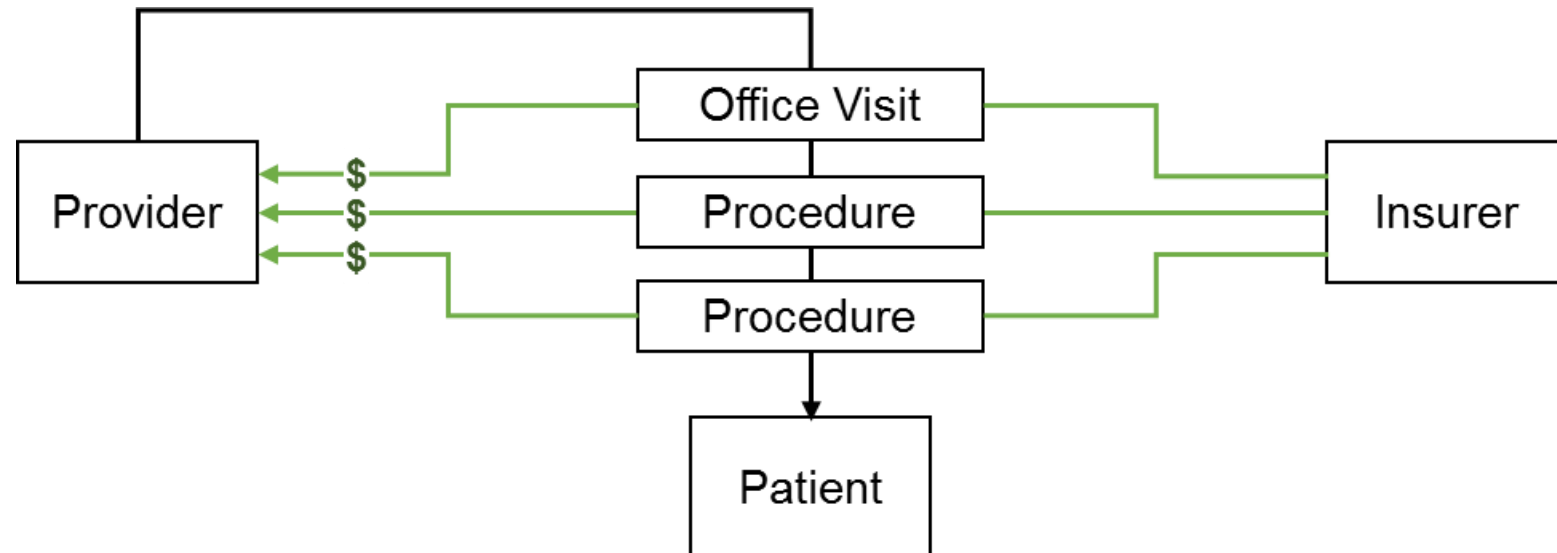 Office Visit
$
Provider
$
Procedure
Insurer
$
Procedure
Patient